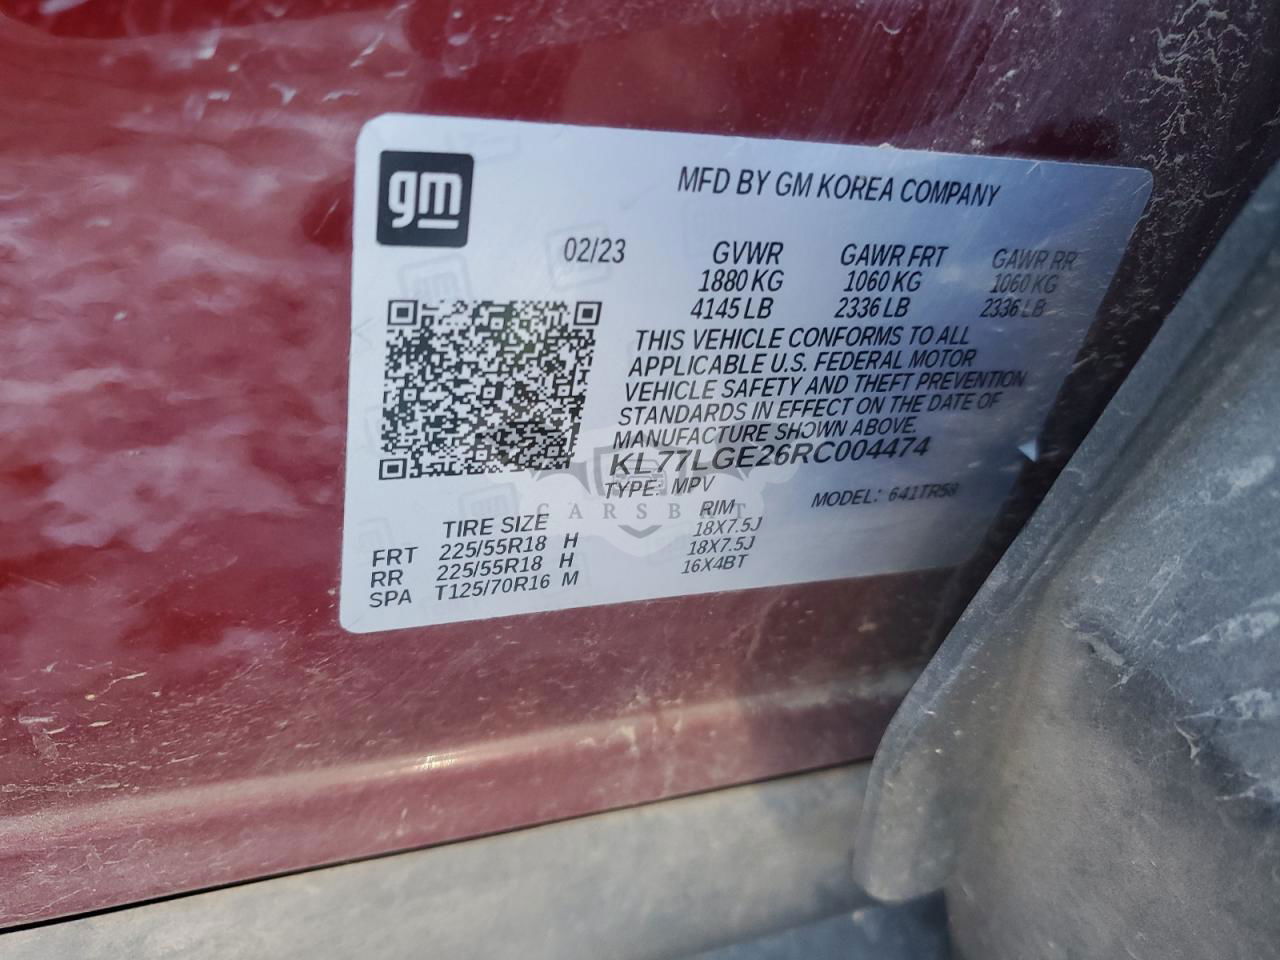 gm
MFD BY GM KOREA COMPANY
02/23 GVWR GAWR FRT GAWR RR
1880 KG 1060 KG 1060 KG
4145 LB 2336 LB 2336 LB
THIS VEHICLE CONFORMS TO ALL
APPLICABLE U.S. FEDERAL MOTOR
VEHICLE SAFETY AND THEFT PREVENTION
STANDARDS IN EFFECT ON THE DATE OF
MANUFACTURE SHOWN ABOVE.
KL77LGE26RC004474
TYPE: MPV MODEL: 641TR58
CARSBAT
TIRE SIZE RIM
FRT 225/55R18 H 18X7.5J
RR 225/55R18 H 18X7.5J
SPA T125/70R16 M 16X4BT